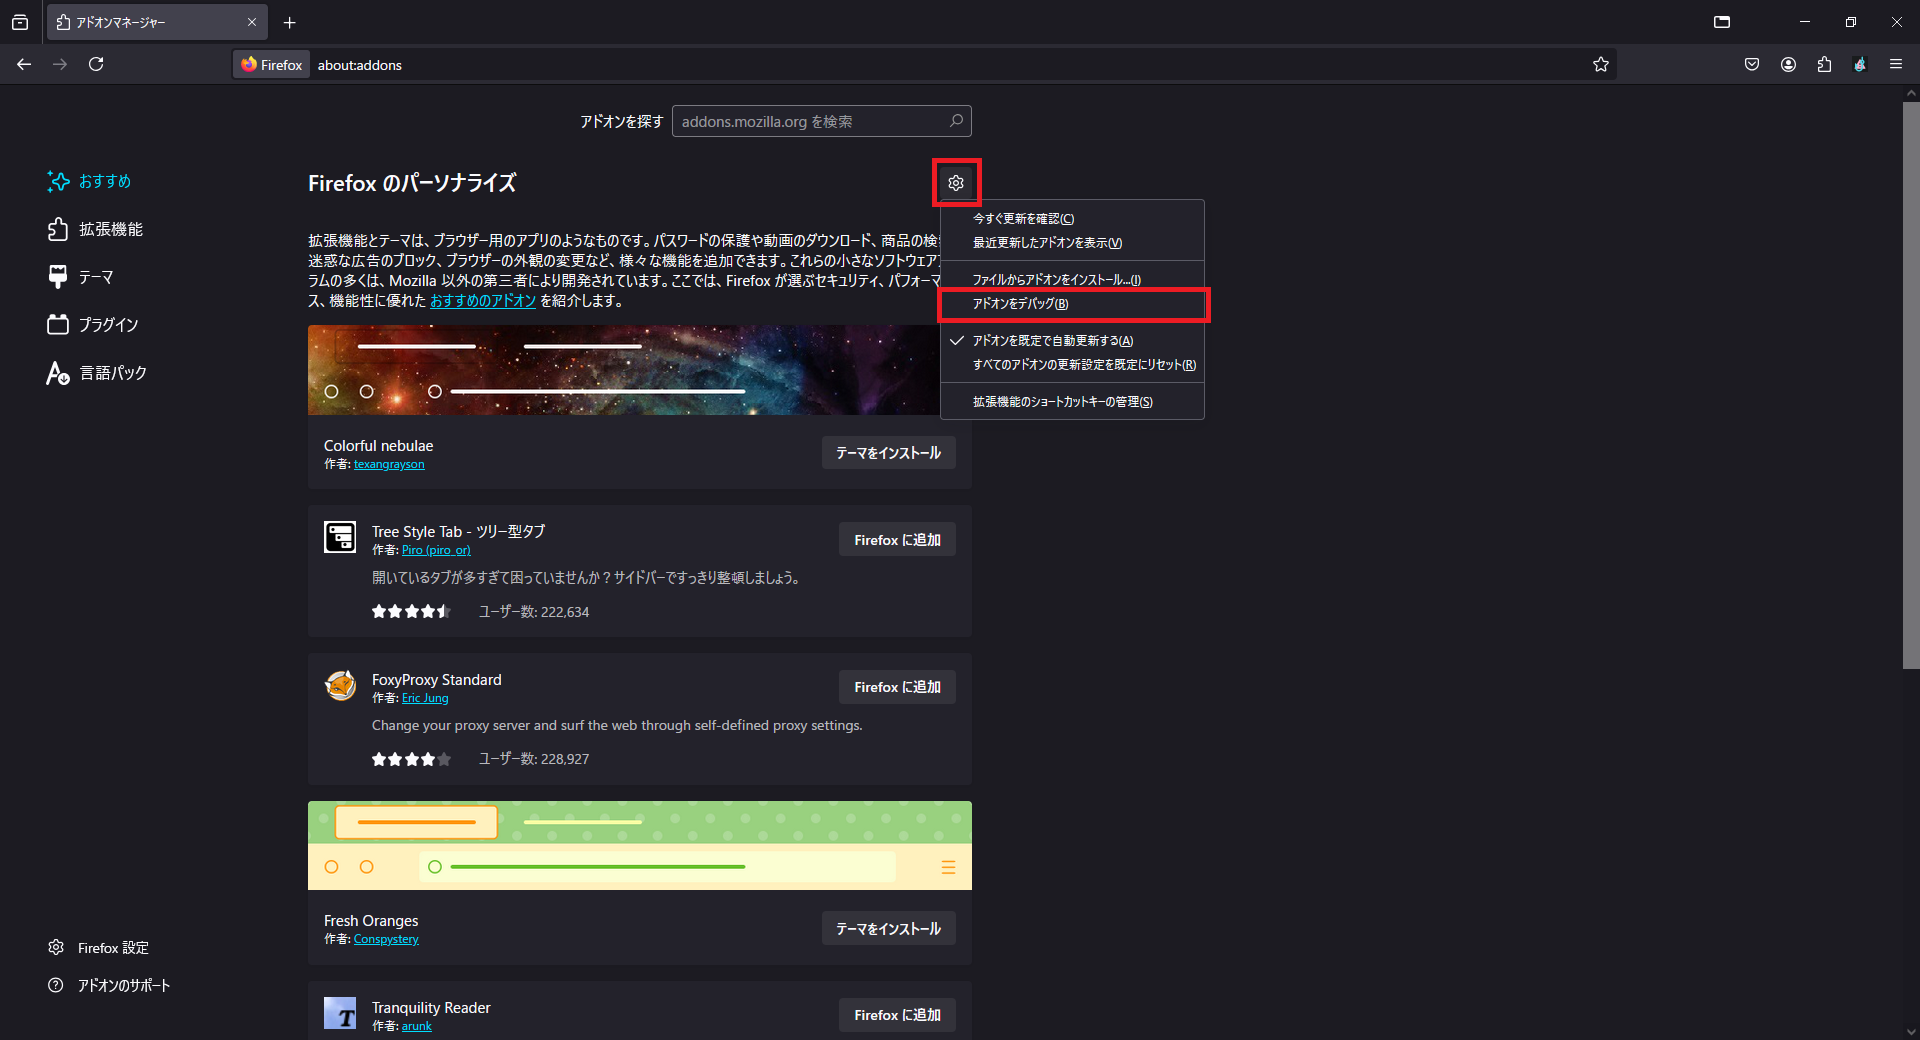 アドオンマネージャー
Firefox
about:addons
アドオンを探す
addons.mozilla.org を検索
おすすめ
拡張機能
テーマ
プラグイン
言語パック
Firefox 設定
アドオンのサポート
Firefox のパーソナライズ
拡張機能とテーマは、ブラウザー用のアプリのようなものです。パスワードの保護や動画のダウンロード、商品の検
迷惑な広告のブロック、ブラウザーの外観の変更など、様々な機能を追加できます。これらの小さなソフトウェア
ラムの多くは、Mozilla 以外の第三者により開発されています。ここでは、Firefox が選ぶセキュリティ、パフォーマ
ス、機能性に優れた おすすめのアドオン を紹介します。
今すぐ更新を確認(C)
最近更新したアドオンを表示(V)
ファイルからアドオンをインストール...(I)
アドオンをデバッグ(B)
アドオンを既定で自動更新する(A)
すべてのアドオンの更新設定を既定にリセット(R)
拡張機能のショートカットキーの管理(S)
Colorful nebulae
作者: texangrayson
テーマをインストール
Tree Style Tab - ツリー型タブ
作者: Piro (piro_or)
Firefox に追加
開いているタブが多すぎて困っていませんか？サイドバーですっきり整頓しましょう。
ユーザー数: 222,634
FoxyProxy Standard
作者: Eric Jung
Firefox に追加
Change your proxy server and surf the web through self-defined proxy settings.
ユーザー数: 228,927
Fresh Oranges
作者: Conspystery
テーマをインストール
T
Tranquility Reader
作者: arunk
Firefox に追加